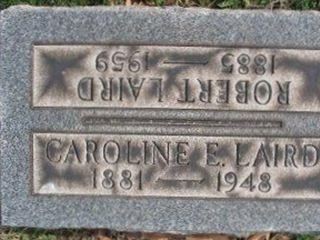 ROBERT LAIRD
1885 — 1959
CAROLINE E. LAIRD
1881 — 1948